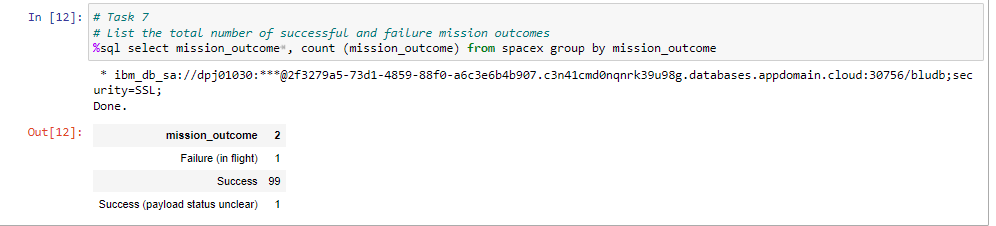 In [12]: # Task 7
# List the total number of successful and failure mission outcomes
%sql select mission_outcome*, count (mission_outcome) from spacex group by mission_outcome
* ibm_db_sa://dpj01030:***@2f3279a5-73d1-4859-88f0-a6c3e6b4b907.c3n41cmd0nqnrk39u98g.databases.appdomain.cloud:30756/bludb;sec
urity=SSL;
Done.
Out[12]: mission_outcome 2
Failure (in flight) 1
Success 99
Success (payload status unclear) 1